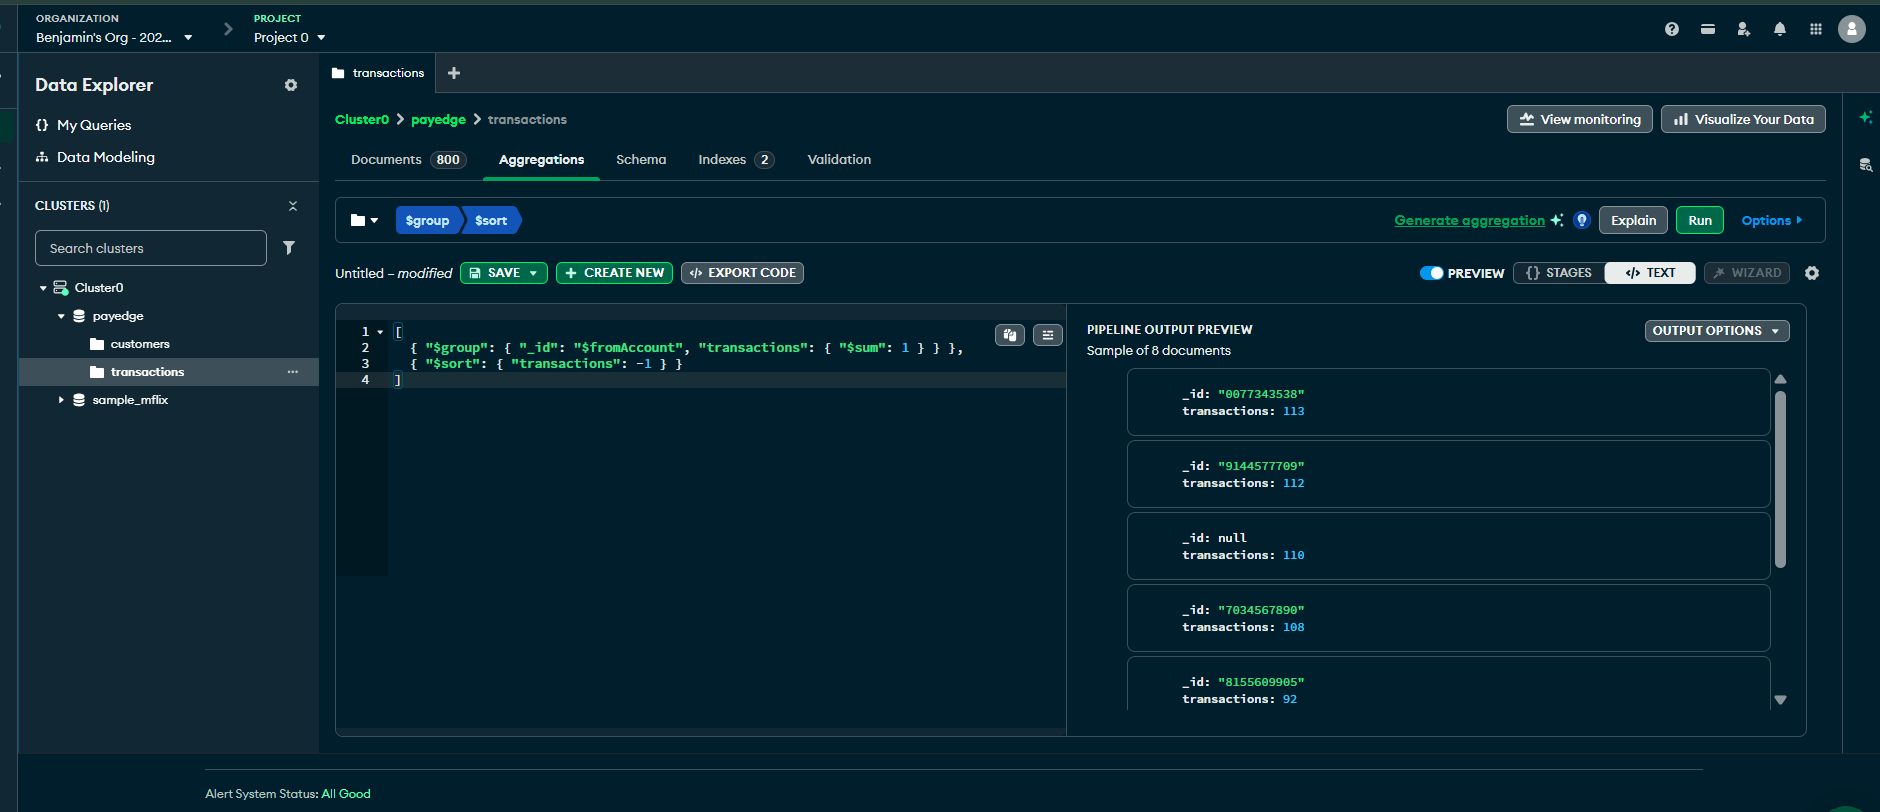 ORGANIZATION
Benjamin's Org - 202...
PROJECT
Project 0
Data Explorer
My Queries
Data Modeling
CLUSTERS (1)
Search clusters
Cluster0
payedge
customers
transactions
sample_mflix
transactions
Cluster0 > payedge > transactions
View monitoring
Visualize Your Data
Documents 800
Aggregations
Schema
Indexes 2
Validation
$group
$sort
Generate aggregation
Explain
Run
Options
Untitled – modified
SAVE
CREATE NEW
EXPORT CODE
PREVIEW
{} STAGES
</> TEXT
WIZARD
1 [
2 { "$group": { "_id": "$fromAccount", "transactions": { "$sum": 1 } } },
3 { "$sort": { "transactions": -1 } }
4 ]
PIPELINE OUTPUT PREVIEW
Sample of 8 documents
OUTPUT OPTIONS
_id: "0077343538"
transactions: 113
_id: "9144577709"
transactions: 112
_id: null
transactions: 110
_id: "7034567890"
transactions: 108
_id: "8155609905"
transactions: 92
Alert System Status: All Good